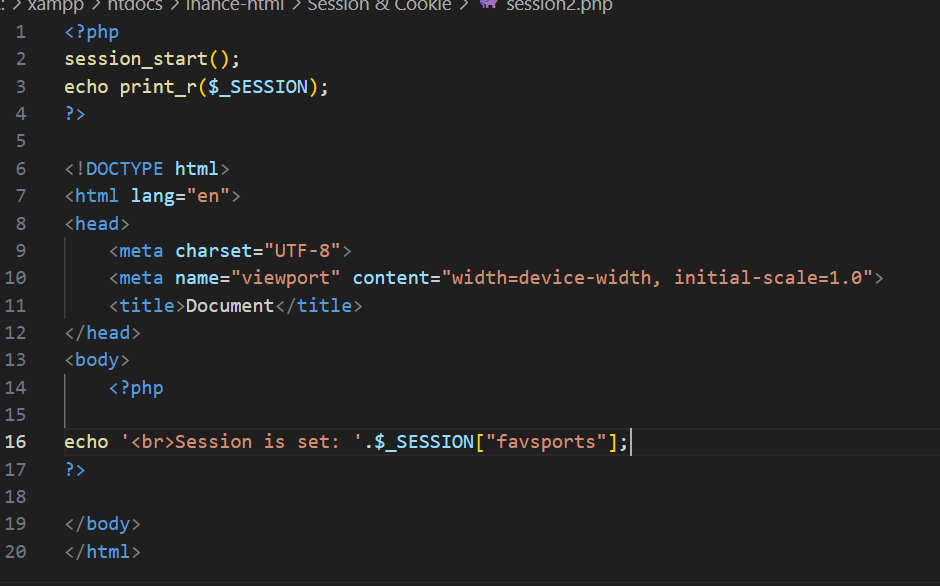 xampp > htdocs > inance-html > Session & Cookie > session2.php
1 <?php
2 session_start();
3 echo print_r($_SESSION);
4 ?>
5
6 <!DOCTYPE html>
7 <html lang="en">
8 <head>
9     <meta charset="UTF-8">
10     <meta name="viewport" content="width=device-width, initial-scale=1.0">
11     <title>Document</title>
12 </head>
13 <body>
14     <?php
15
16 echo '<br>Session is set: '.$_SESSION["favsports"];
17 ?>
18
19 </body>
20 </html>